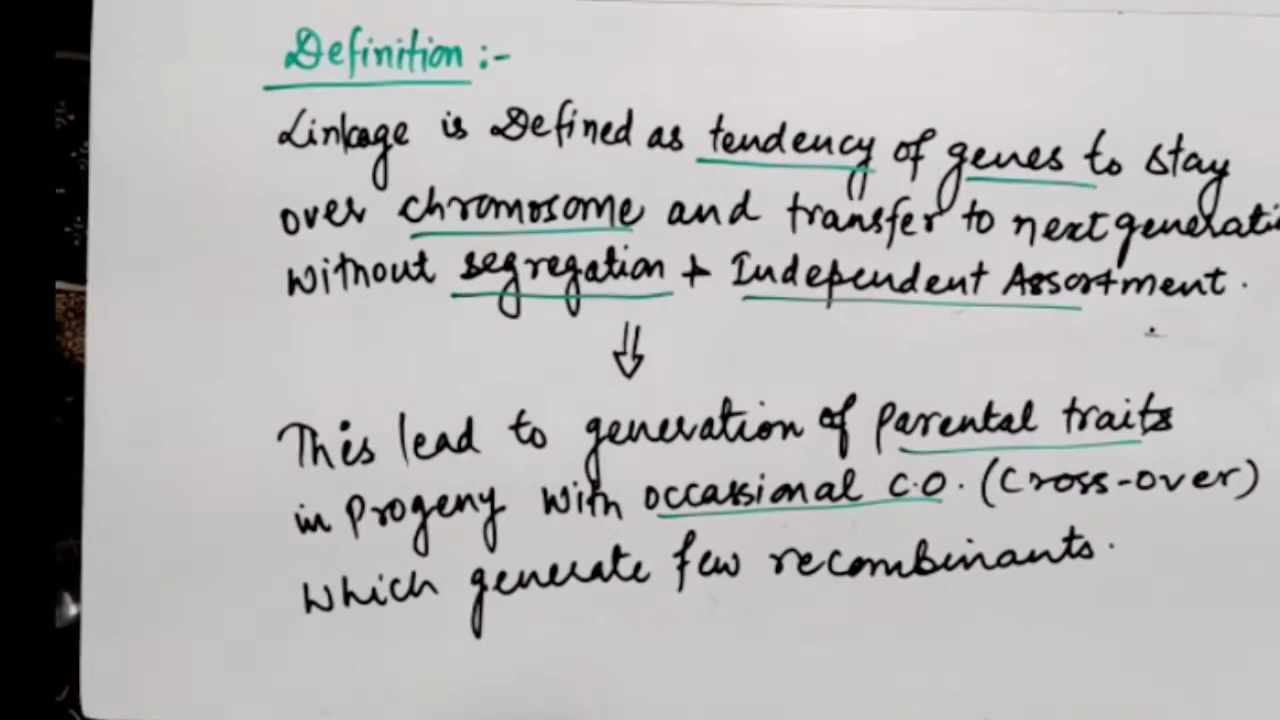 Definition :-
Linkage is Defined as tendency of genes to stay
over chromosome and transfer to next generati
without segregation + Independent Assortment.
⇓
This lead to generation of parental traits
in progeny with occassional C.O. (Cross-over)
which generate few recombinants.